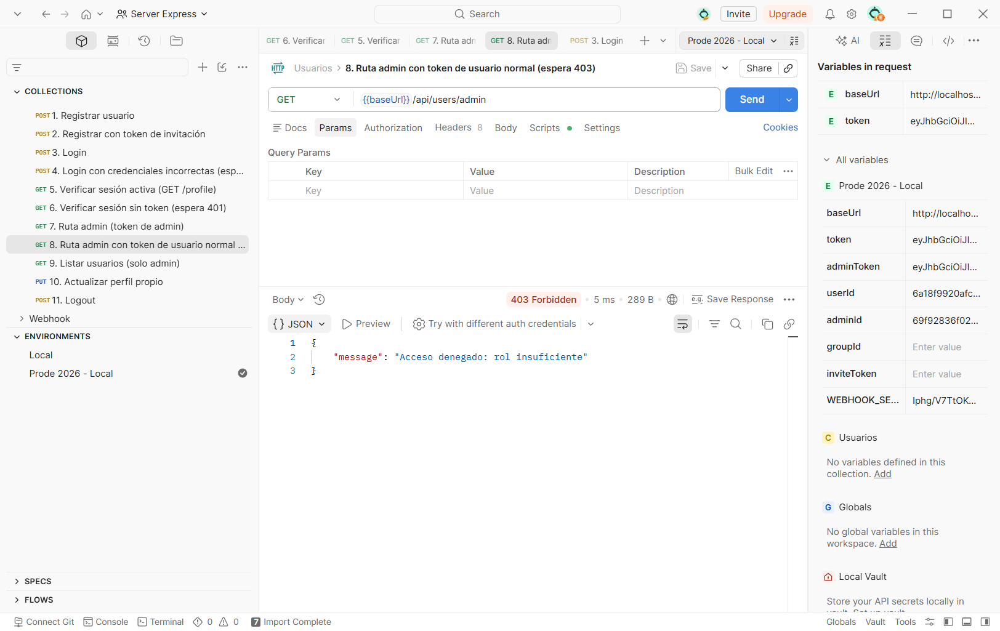 Server Express
Search
Invite
Upgrade
GET 6. Verificar
GET 5. Verificar
GET 7. Ruta adn
GET 8. Ruta adn
POST 3. Login
Prode 2026 - Local
AI
COLLECTIONS
POST 1. Registrar usuario
POST 2. Registrar con token de invitación
POST 3. Login
POST 4. Login con credenciales incorrectas (esp...
GET 5. Verificar sesión activa (GET /profile)
GET 6. Verificar sesión sin token (espera 401)
GET 7. Ruta admin (token de admin)
GET 8. Ruta admin con token de usuario normal ...
GET 9. Listar usuarios (solo admin)
PUT 10. Actualizar perfil propio
POST 11. Logout
Webhook
ENVIRONMENTS
Local
Prode 2026 - Local
SPECS
FLOWS
HTTP Usuarios > 8. Ruta admin con token de usuario normal (espera 403)
Save
Share
GET {{baseUrl}} /api/users/admin
Send
Docs Params Authorization Headers 8 Body Scripts Settings Cookies
Query Params
Key Value Description Bulk Edit
Key Value Description
Body 403 Forbidden 5 ms 289 B e.g. Save Response
{} JSON Preview Try with different auth credentials
1 {
2 "message": "Acceso denegado: rol insuficiente"
3 }
Variables in request
E baseUrl http://localhos...
E token eyJhbGciOiJI...
All variables
E Prode 2026 - Local
baseUrl http://localho...
token eyJhbGciOiJI...
adminToken eyJhbGciOiJI...
userId 6a18f9920afc...
adminId 69f92836f02...
groupId Enter value
inviteToken Enter value
WEBHOOK_SE... Iphg/V7TtOK...
C Usuarios
No variables defined in this
collection. Add
G Globals
No global variables in this
workspace. Add
Local Vault
Store your API secrets locally in
vault. Set up vault
Connect Git Console Terminal 0 0 7 Import Complete
Globals Vault Tools